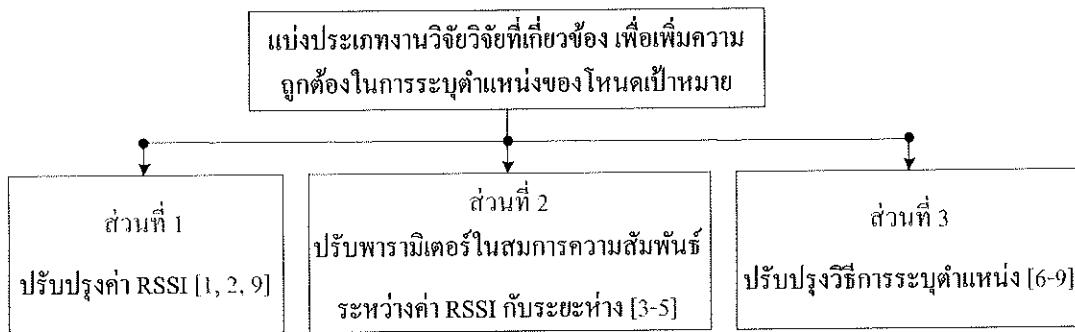 แบ่งประเภทงานวิจัยวิจัยที่เกี่ยวข้อง เพื่อเพิ่มความ
ถูกต้องในการระบุตำแหน่งของโหนดเป้าหมาย
ส่วนที่ 1
ปรับปรุงค่า RSSI [1, 2, 9]
ส่วนที่ 2
ปรับพารามิเตอร์ในสมการความสัมพันธ์
ระหว่างค่า RSSI กับระยะห่าง [3-5]
ส่วนที่ 3
ปรับปรุงวิธีการระบุตำแหน่ง [6-9]